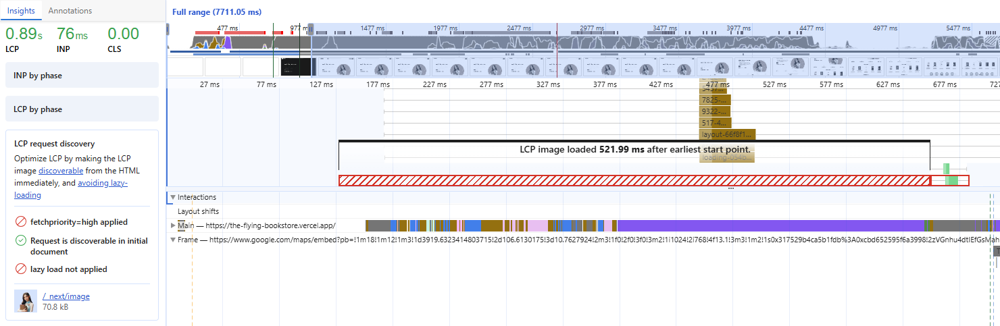 Insights Annotations
0.89s 76ms 0.00
LCP INP CLS
INP by phase
LCP by phase
LCP request discovery
Optimize LCP by making the LCP
image discoverable from the HTML
immediately, and avoiding lazy-
loading
fetchpriority=high applied
Request is discoverable in initial
document
lazy load not applied
/_next/image
70.8 kB
Full range (7711.05 ms)
477 ms 977 m 1477 ms 1977 ms 2477 ms 2977 ms 3477 ms 3977 ms 4477 ms 4977 ms 5477 ms
27 ms 77 ms 127 ms 177 ms 227 ms 277 ms 327 ms 377 ms 427 ms 477 ms 527 ms 577 ms 627 ms 677 ms 727
7825-...
9322-...
517-4...
layout-66f8f1...
LCP image loaded 521.99 ms after earliest start point.
loading-054b...
...
Interactions
Layout shifts
Main — https://the-flying-bookstore.vercel.app/
Frame — https://www.google.com/maps/embed?pb=!1m18!1m12!1m3!1d3919.6323414803715!2d106.6130175!3d10.7627924!2m3!1f0!2f0!3f0!3m2!1i1024!2i768!4f13.1!3m3!1m2!1s0x317529b4ca5b1fdb%3A0xcbd652595f6a3998!2zVGnhu4dtIEfGsMah